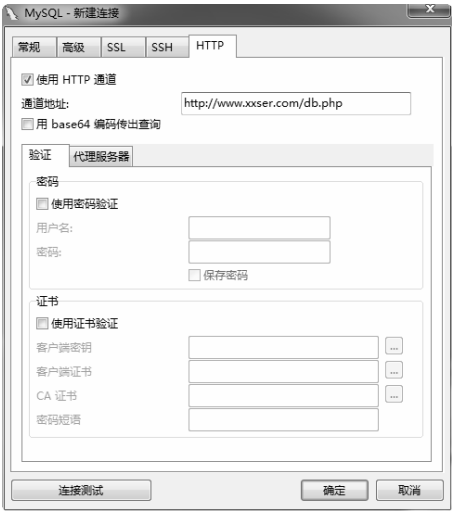 MySQL - 新建连接
常规 高级 SSL SSH HTTP
使用 HTTP 通道
通道地址: http://www.xxser.com/db.php
用 base64 编码传出查询
验证 代理服务器
密码
使用密码验证
用户名:
密码:
保存密码
证书
使用证书验证
客户端密钥 ...
客户端证书 ...
CA 证书 ...
密码短语
连接测试 确定 取消